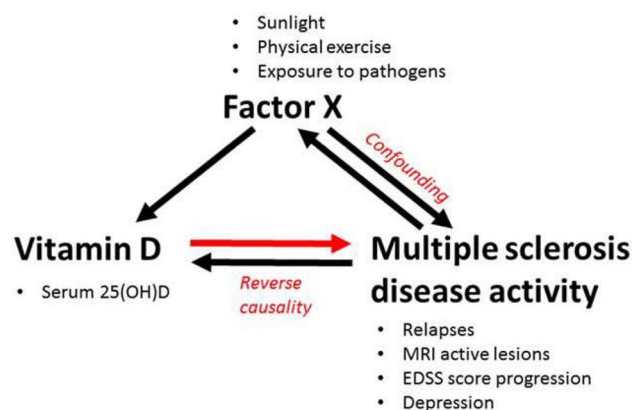 • Sunlight
• Physical exercise
• Exposure to pathogens
Factor X
Confounding
Vitamin D
• Serum 25(OH)D
Reverse
causality
Multiple sclerosis
disease activity
• Relapses
• MRI active lesions
• EDSS score progression
• Depression